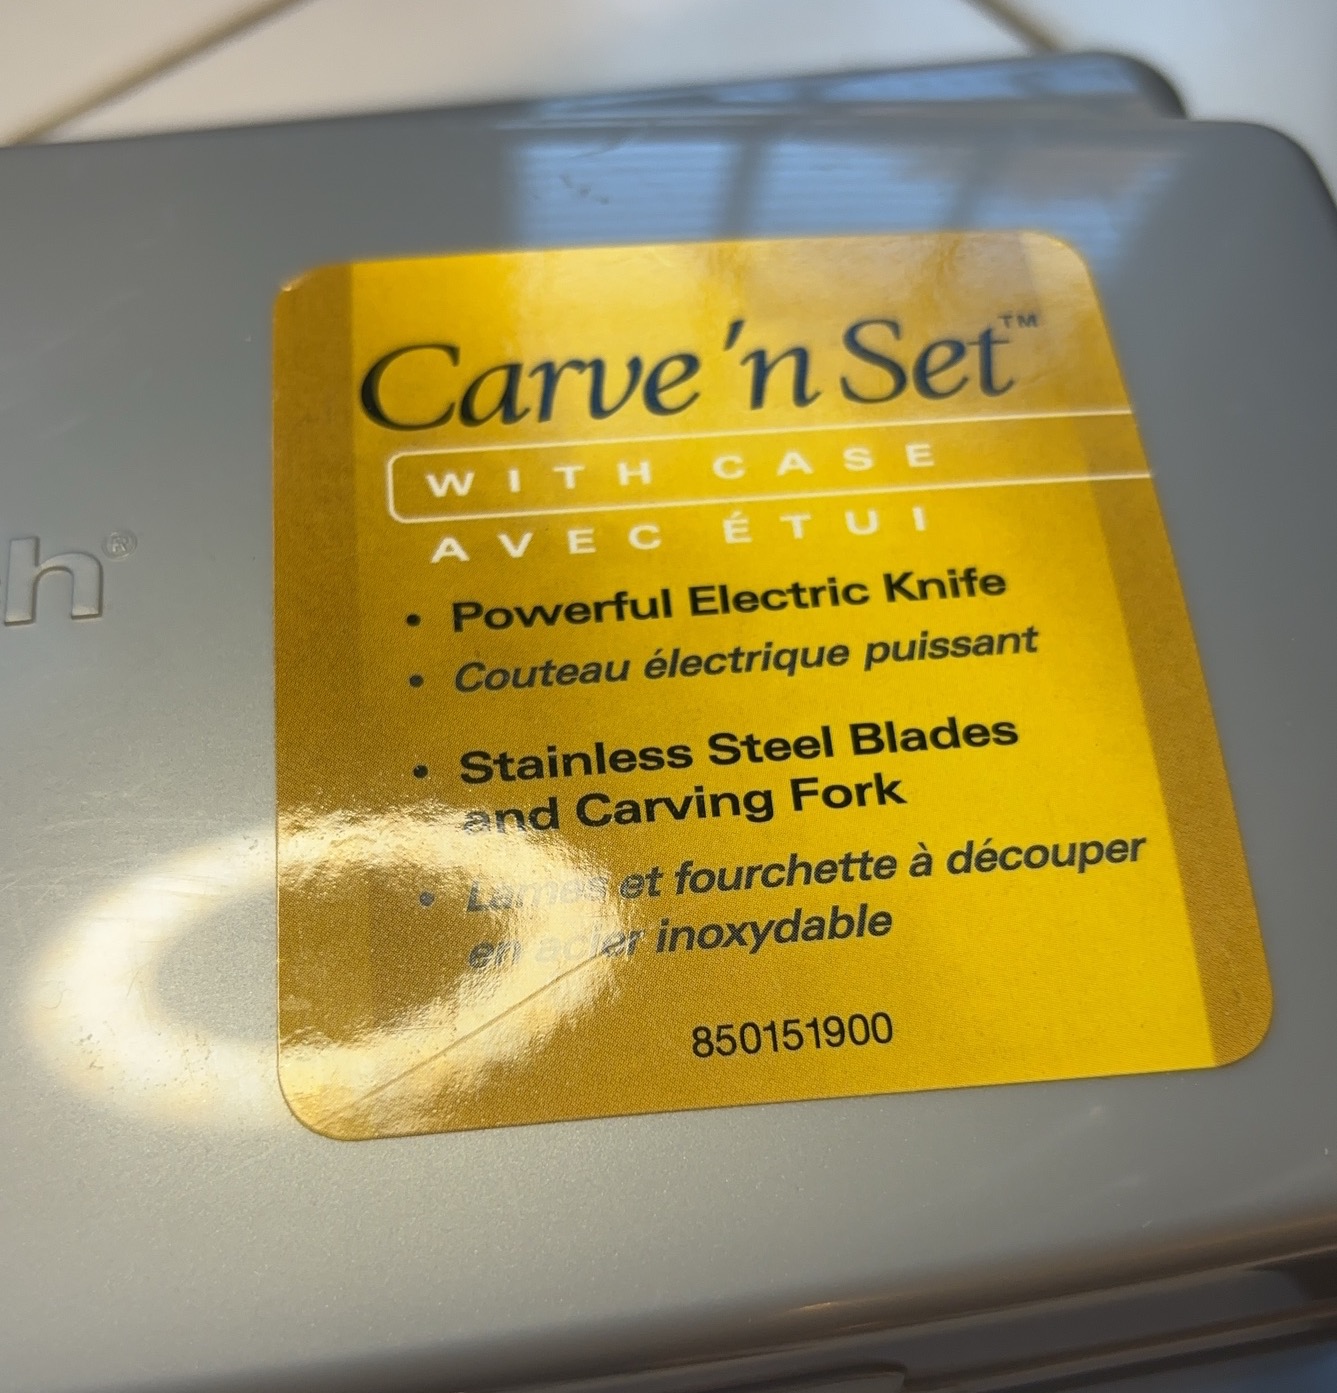 Carve 'n Set™
WITH CASE
AVEC ÉTUI
h®
• Powerful Electric Knife
• Couteau électrique puissant
• Stainless Steel Blades
and Carving Fork
• Lames et fourchette à découper
en acier inoxydable
850151900